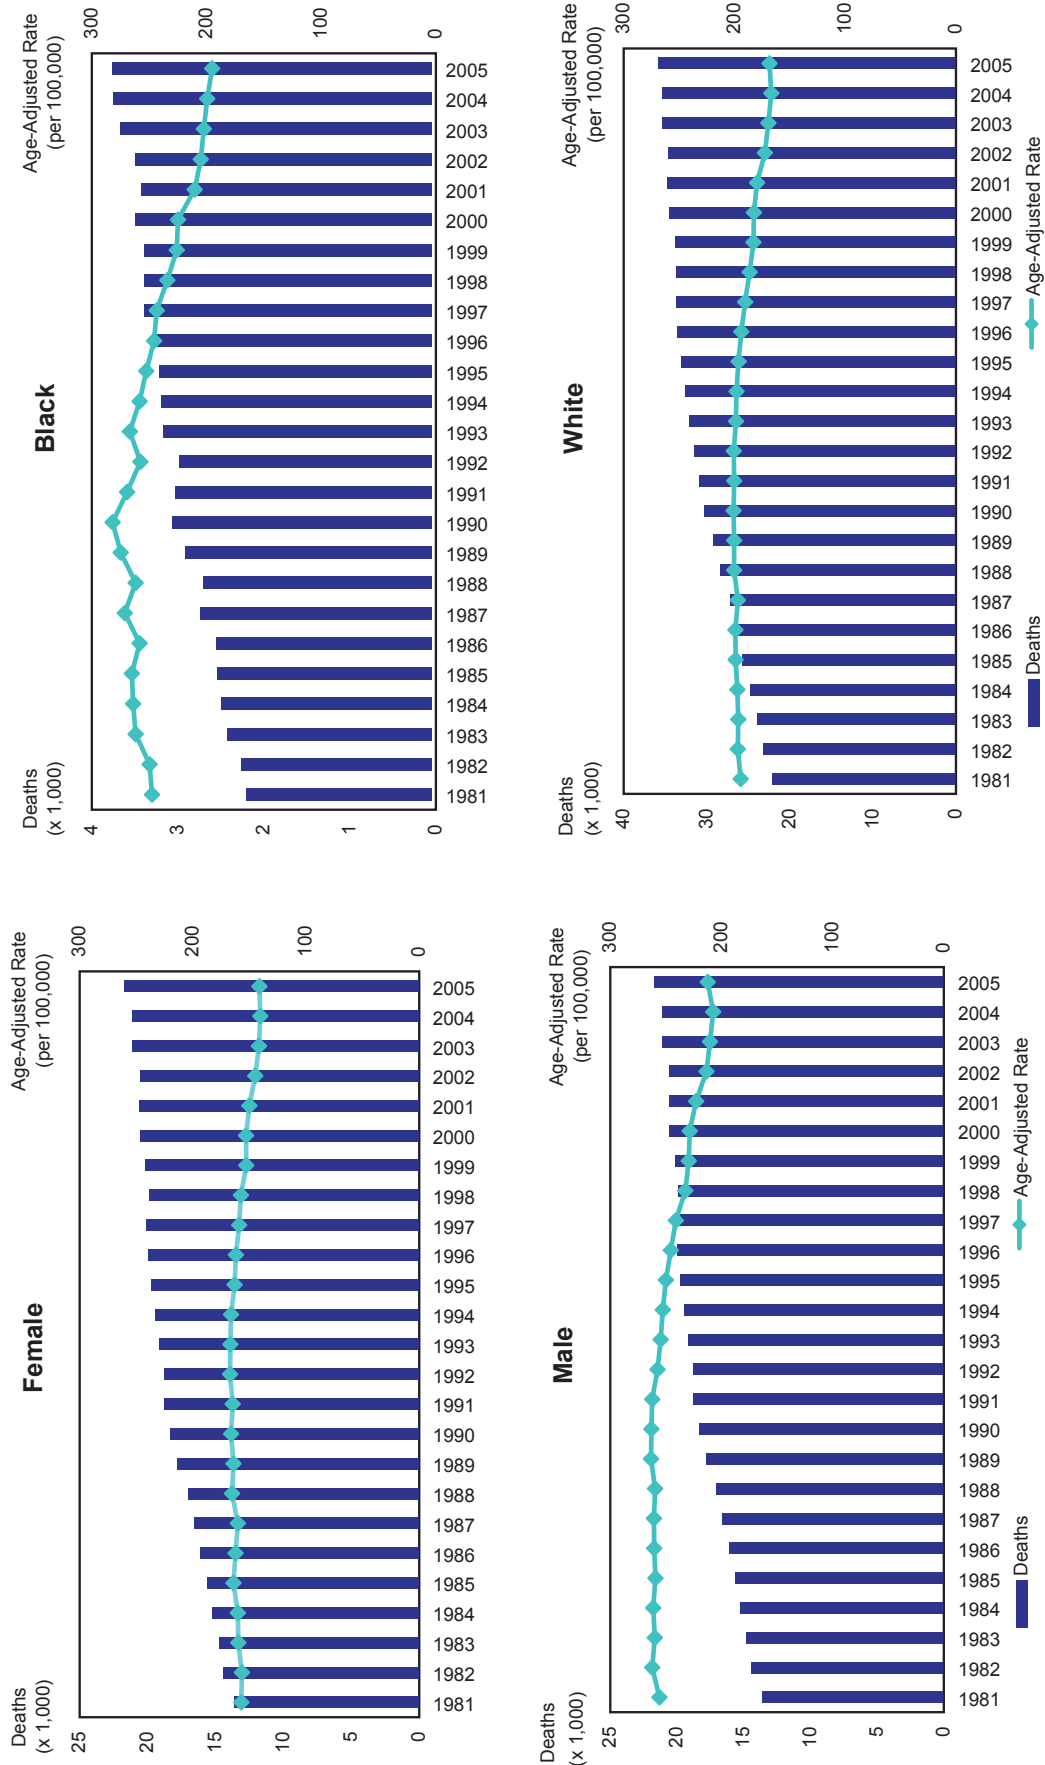 Female
Deaths
(x 1,000)
Age-Adjusted Rate
(per 100,000)
25
20
15
10
5
0
300
200
100
0
1981 1982 1983 1984 1985 1986 1987 1988 1989 1990 1991 1992 1993 1994 1995 1996 1997 1998 1999 2000 2001 2002 2003 2004 2005
Black
Deaths
(x 1,000)
Age-Adjusted Rate
(per 100,000)
4
3
2
1
0
300
200
100
0
1981 1982 1983 1984 1985 1986 1987 1988 1989 1990 1991 1992 1993 1994 1995 1996 1997 1998 1999 2000 2001 2002 2003 2004 2005
Male
Deaths
(x 1,000)
Age-Adjusted Rate
(per 100,000)
25
20
15
10
5
0
300
200
100
0
1981 1982 1983 1984 1985 1986 1987 1988 1989 1990 1991 1992 1993 1994 1995 1996 1997 1998 1999 2000 2001 2002 2003 2004 2005
Deaths Age-Adjusted Rate
White
Deaths
(x 1,000)
Age-Adjusted Rate
(per 100,000)
40
30
20
10
0
300
200
100
0
1981 1982 1983 1984 1985 1986 1987 1988 1989 1990 1991 1992 1993 1994 1995 1996 1997 1998 1999 2000 2001 2002 2003 2004 2005
Deaths Age-Adjusted Rate